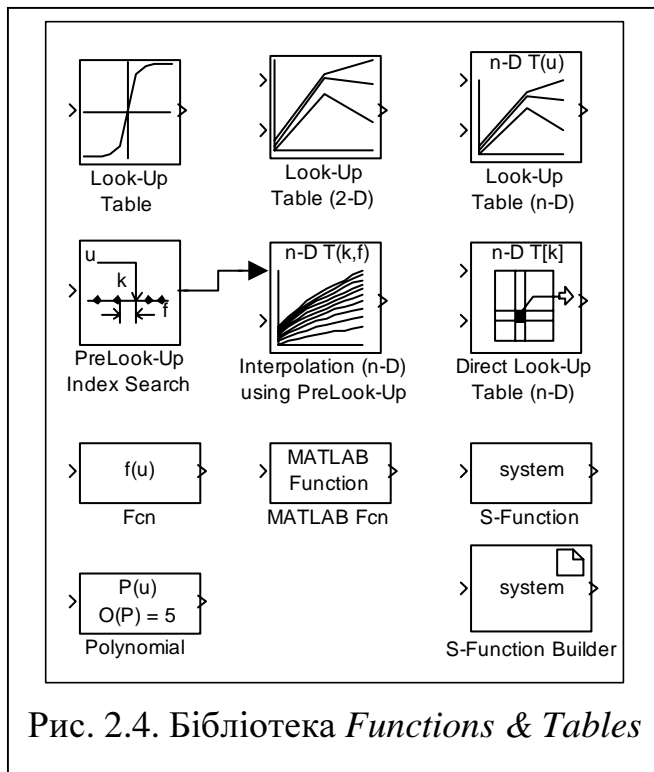 n-D T(u)
Look-Up
Table
Look-Up
Table (2-D)
Look-Up
Table (n-D)
u
k
f
n-D T(k,f)
n-D T[k]
PreLook-Up
Index Search
Interpolation (n-D)
using PreLook-Up
Direct Look-Up
Table (n-D)
f(u)
Fcn
MATLAB
Function
MATLAB Fcn
system
S-Function
P(u)
O(P) = 5
Polynomial
system
S-Function Builder
Рис. 2.4. Бібліотека Functions & Tables